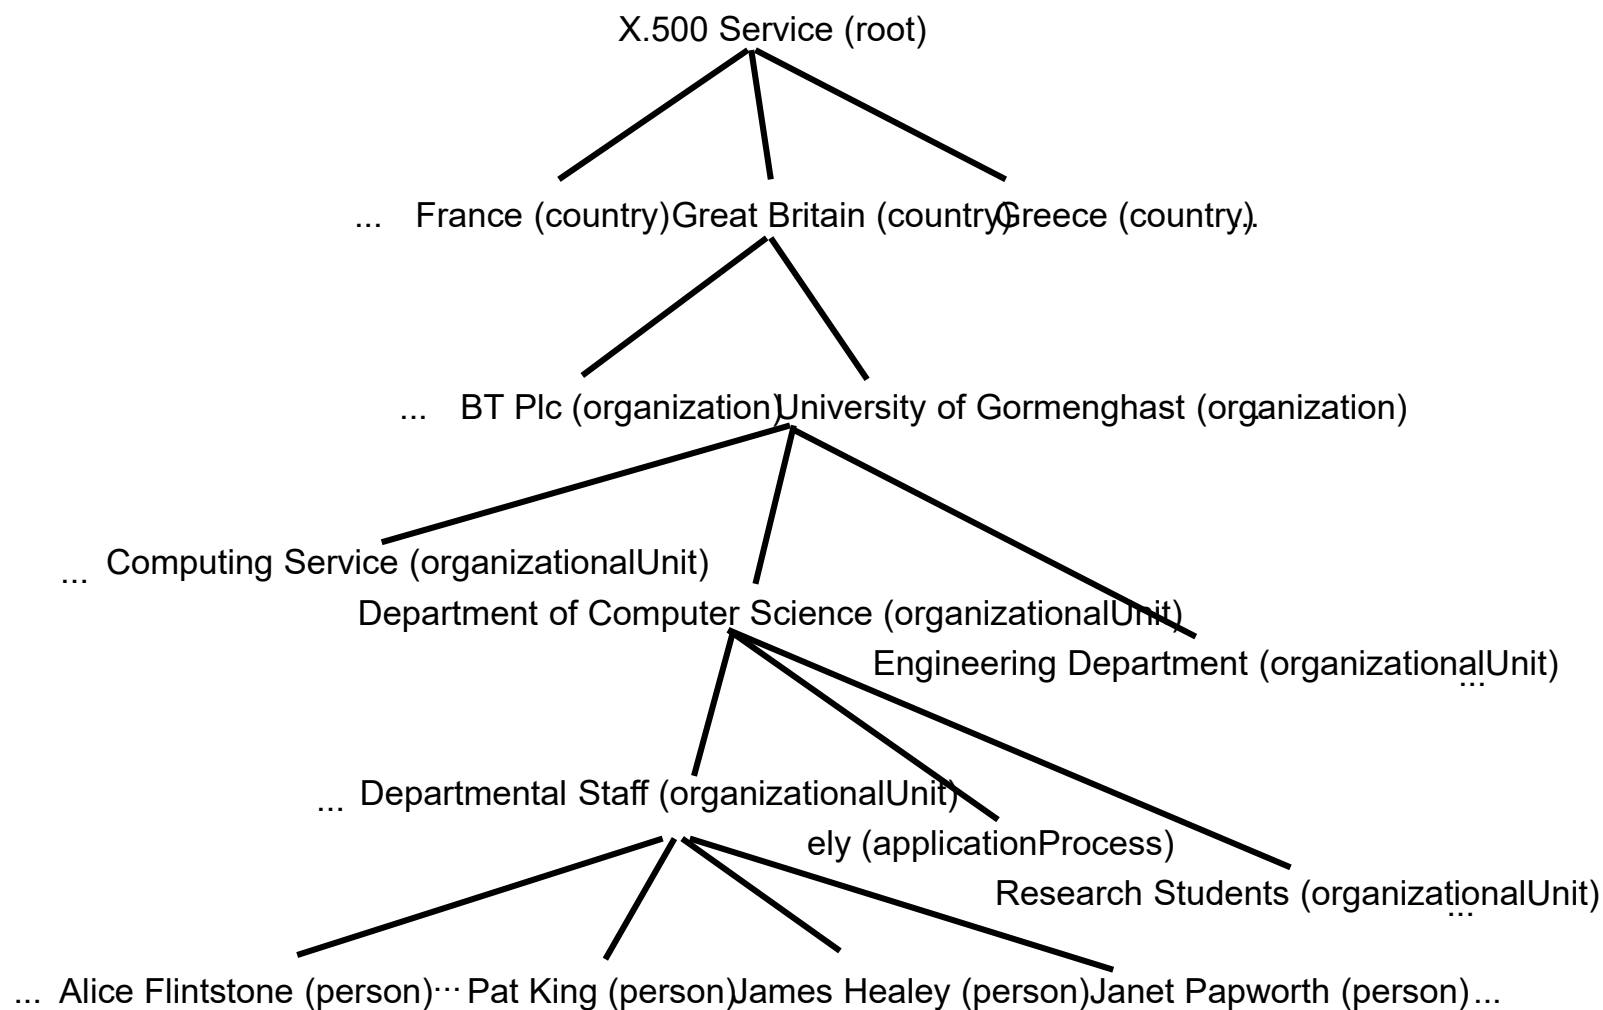 X.500 Service (root)
... France (country) Great Britain (country) Greece (country) ...
... BT Plc (organization) University of Gormenghast (organization) ...
... Computing Service (organizationalUnit)
Department of Computer Science (organizationalUnit)
Engineering Department (organizationalUnit) ...
... Departmental Staff (organizationalUnit)
ely (applicationProcess)
Research Students (organizationalUnit) ...
... Alice Flintstone (person) ... Pat King (person) James Healey (person) Janet Papworth (person) ...